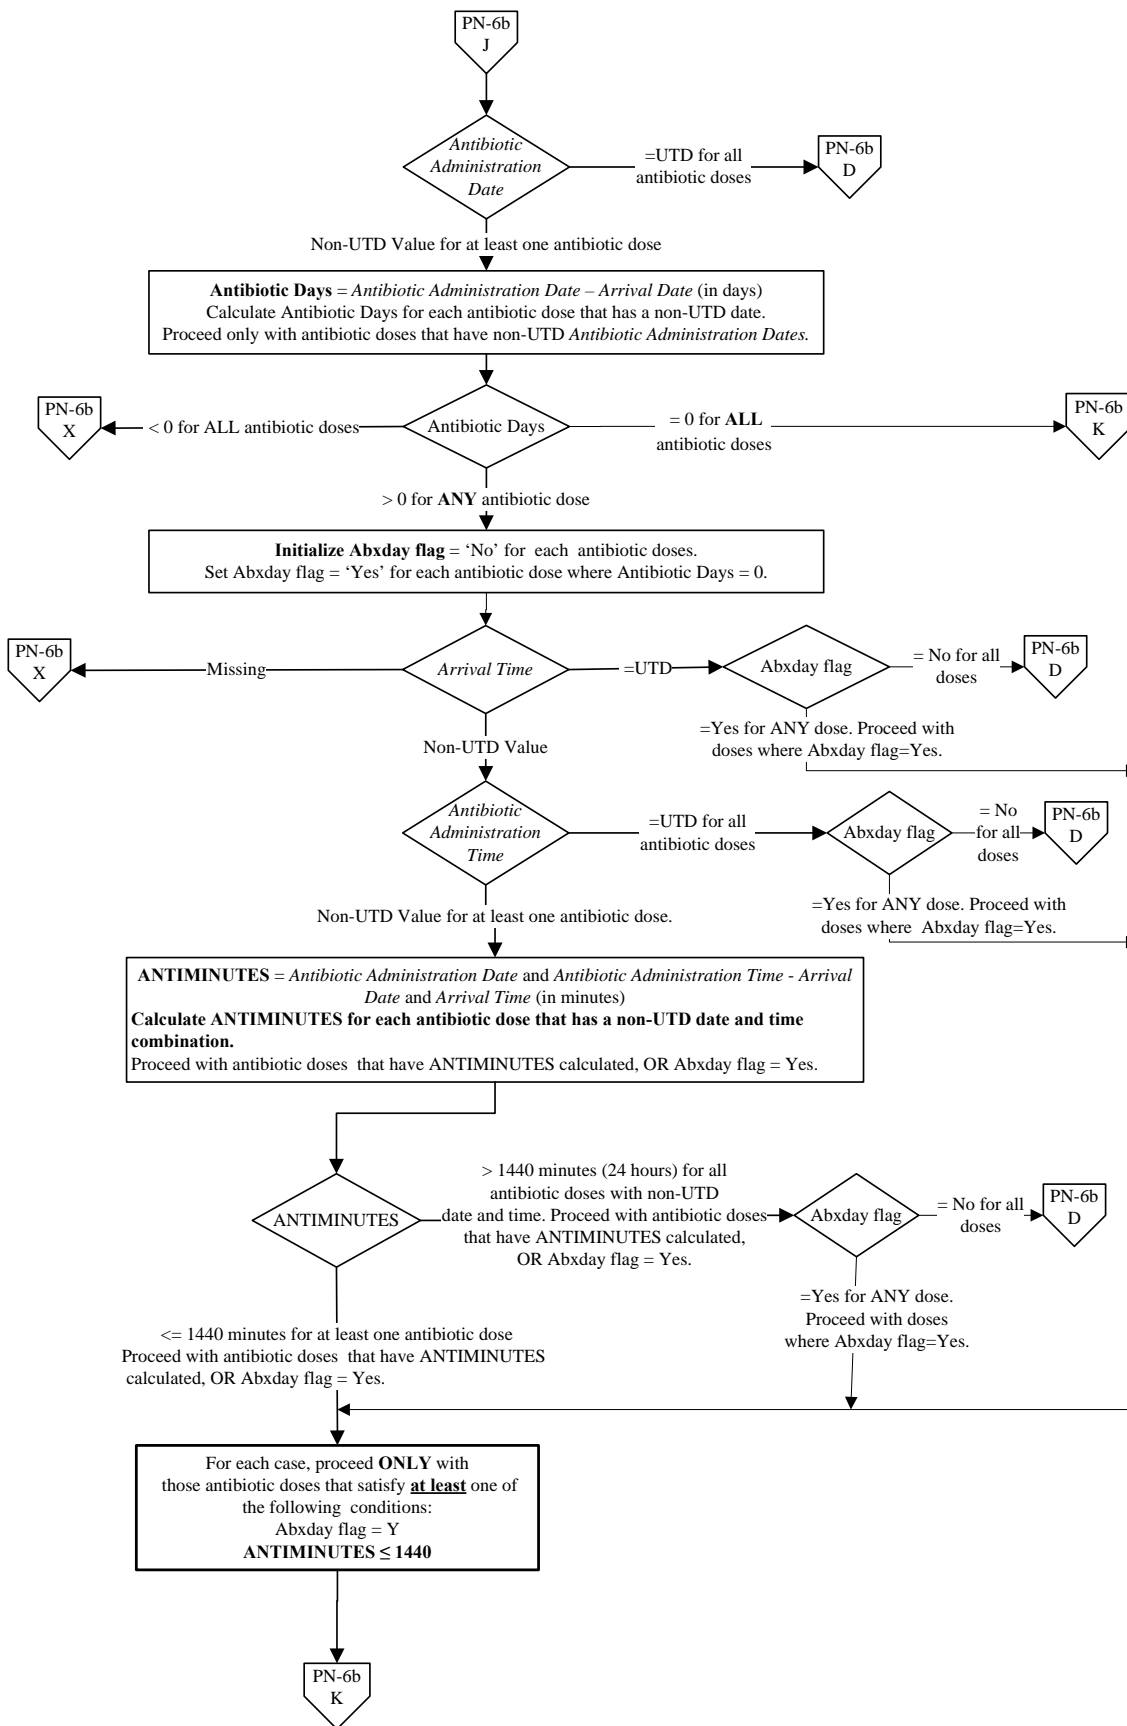 PN-6b
J
Antibiotic
Administration
Date
=UTD for all
antibiotic doses
PN-6b
D
Non-UTD Value for at least one antibiotic dose
Antibiotic Days = Antibiotic Administration Date – Arrival Date (in days)
Calculate Antibiotic Days for each antibiotic dose that has a non-UTD date.
Proceed only with antibiotic doses that have non-UTD Antibiotic Administration Dates.
PN-6b
X
< 0 for ALL antibiotic doses
Antibiotic Days
= 0 for ALL
antibiotic doses
PN-6b
K
> 0 for ANY antibiotic dose
Initialize Abxday flag = ‘No’ for each antibiotic doses.
Set Abxday flag = ‘Yes’ for each antibiotic dose where Antibiotic Days = 0.
PN-6b
X
Missing
Arrival Time
=UTD
Abxday flag
= No for all
doses
PN-6b
D
=Yes for ANY dose. Proceed with
doses where Abxday flag=Yes.
Non-UTD
Value
Antibiotic
Administration
Time
=UTD for all
antibiotic doses
Abxday flag
= No
for all
doses
PN-6b
D
=Yes for ANY dose. Proceed with
doses where Abxday flag=Yes.
Non-UTD Value for at least one antibiotic dose.
ANTIMINUTES = Antibiotic Administration Date and Antibiotic Administration Time - Arrival
Date and Arrival Time (in minutes)
Calculate ANTIMINUTES for each antibiotic dose that has a non-UTD date and time
combination.
Proceed with antibiotic doses that have ANTIMINUTES calculated, OR Abxday flag = Yes.
ANTIMINUTES
> 1440 minutes (24 hours) for all
antibiotic doses with non-UTD
date and time. Proceed with antibiotic doses
that have ANTIMINUTES calculated,
OR Abxday flag = Yes.
Abxday flag
= No for all
doses
PN-6b
D
=Yes for ANY dose.
Proceed with doses
where Abxday flag=Yes.
<= 1440 minutes for at least one antibiotic dose
Proceed with antibiotic doses that have ANTIMINUTES
calculated, OR Abxday flag = Yes.
For each case, proceed ONLY with
those antibiotic doses that satisfy at least one of
the following conditions:
Abxday flag = Y
ANTIMINUTES ≤ 1440
PN-6b
K